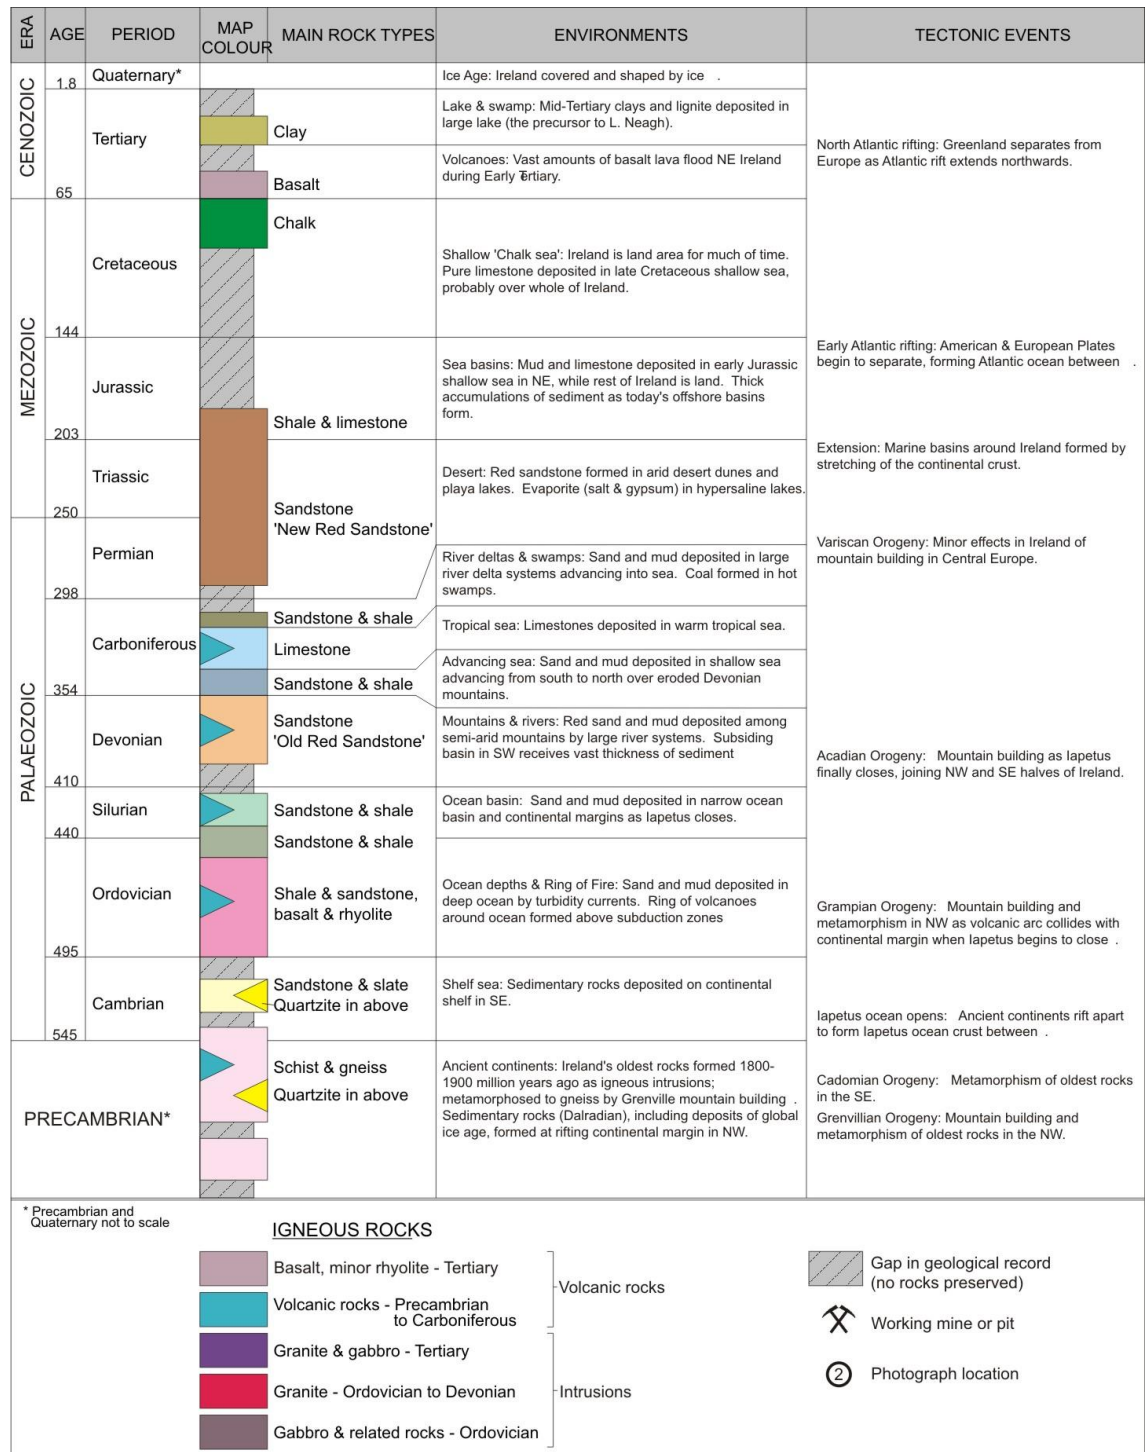 ERA
AGE
PERIOD
MAP
COLOUR
MAIN ROCK TYPES
ENVIRONMENTS
TECTONIC EVENTS
CENOZOIC
Quaternary*
Ice Age: Ireland covered and shaped by ice .
1.8
Tertiary
Clay
Lake & swamp: Mid-Tertiary clays and lignite deposited in
large lake (the precursor to L. Neagh).
Basalt
Volcanoes: Vast amounts of basalt lava flood NE Ireland
during Early Tertiary.
North Atlantic rifting: Greenland separates from
Europe as Atlantic rift extends northwards.
65
MEZOZOIC
Cretaceous
Chalk
Shallow 'Chalk sea': Ireland is land area for much of time.
Pure limestone deposited in late Cretaceous shallow sea,
probably over whole of Ireland.
144
Early Atlantic rifting: American & European Plates
begin to separate, forming Atlantic ocean between .
Jurassic
Shale & limestone
Sea basins: Mud and limestone deposited in early Jurassic
shallow sea in NE, while rest of Ireland is land. Thick
accumulations of sediment as today's offshore basins
form.
203
Extension: Marine basins around Ireland formed by
stretching of the continental crust.
Triassic
Sandstone
'New Red Sandstone'
Desert: Red sandstone formed in arid desert dunes and
playa lakes. Evaporite (salt & gypsum) in hypersaline lakes.
250
PALAEOZOIC
Permian
Variscan Orogeny: Minor effects in Ireland of
mountain building in Central Europe.
298
River deltas & swamps: Sand and mud deposited in large
river delta systems advancing into sea. Coal formed in hot
swamps.
Carboniferous
Sandstone & shale
Limestone
Sandstone & shale
Tropical sea: Limestones deposited in warm tropical sea.
Advancing sea: Sand and mud deposited in shallow sea
advancing from south to north over eroded Devonian
mountains.
354
Devonian
Sandstone
'Old Red Sandstone'
Mountains & rivers: Red sand and mud deposited among
semi-arid mountains by large river systems. Subsiding
basin in SW receives vast thickness of sediment
Acadian Orogeny: Mountain building as Iapetus
finally closes, joining NW and SE halves of Ireland.
410
Silurian
Sandstone & shale
Ocean basin: Sand and mud deposited in narrow ocean
basin and continental margins as Iapetus closes.
440
Sandstone & shale
Ordovician
Shale & sandstone,
basalt & rhyolite
Ocean depths & Ring of Fire: Sand and mud deposited in
deep ocean by turbidity currents. Ring of volcanoes
around ocean formed above subduction zones
Grampian Orogeny: Mountain building and
metamorphism in NW as volcanic arc collides with
continental margin when Iapetus begins to close .
495
Cambrian
Sandstone & slate
Quartzite in above
Shelf sea: Sedimentary rocks deposited on continental
shelf in SE.
Iapetus ocean opens: Ancient continents rift apart
to form Iapetus ocean crust between .
545
PRECAMBRIAN*
Schist & gneiss
Quartzite in above
Ancient continents: Ireland's oldest rocks formed 1800-
1900 million years ago as igneous intrusions;
metamorphosed to gneiss by Grenville mountain building .
Sedimentary rocks (Dalradian), including deposits of global
ice age, formed at rifting continental margin in NW.
Cadomian Orogeny: Metamorphism of oldest rocks
in the SE.
Grenvillian Orogeny: Mountain building and
metamorphism of oldest rocks in the NW.
* Precambrian and
Quaternary not to scale
IGNEOUS ROCKS
Basalt, minor rhyolite - Tertiary
Volcanic rocks - Precambrian
to Carboniferous
Volcanic rocks
Granite & gabbro - Tertiary
Granite - Ordovician to Devonian
Gabbro & related rocks - Ordovician
Intrusions
Gap in geological record
(no rocks preserved)
Working mine or pit
2
Photograph location